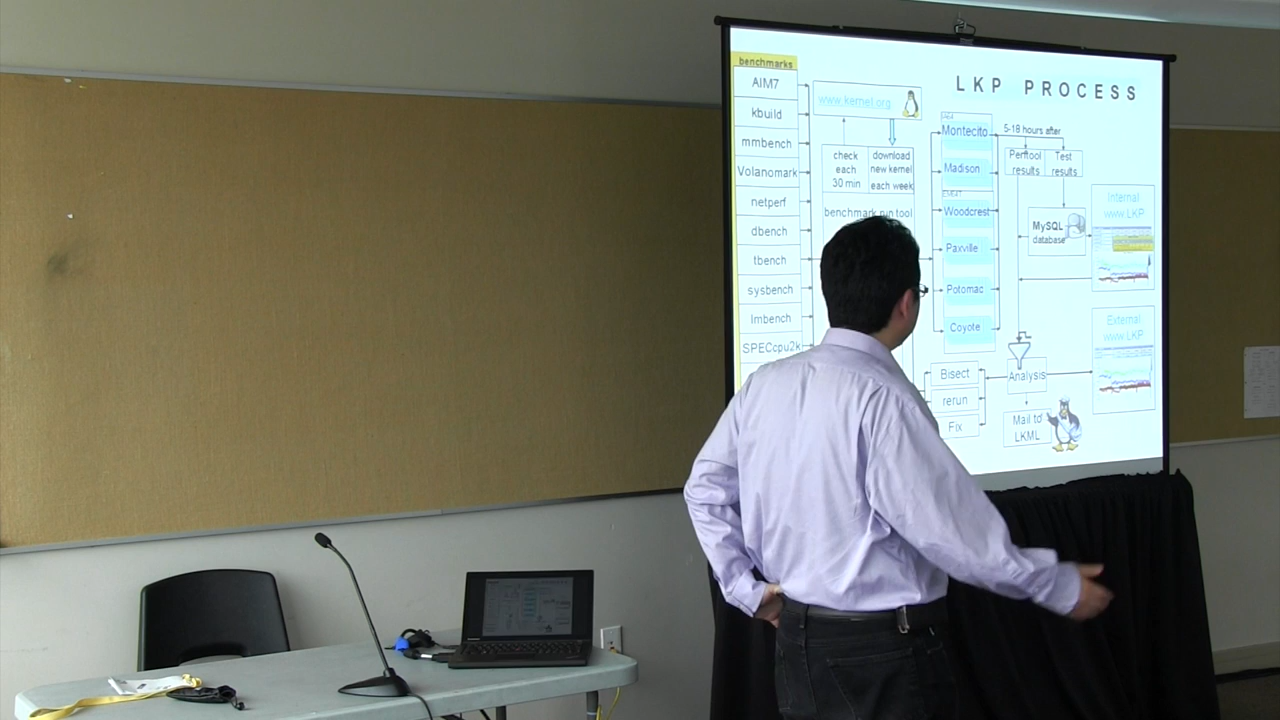 benchmarks
AIM7
kbuild
mmbench
Volanomark
netperf
dbench
tbench
sysbench
lmbench
SPECcpu2k
LKP PROCESS
www.kernel.org
check
each
30 min
download
new kernel
each week
benchmark run tool
Montecito
Madison
Woodcrest
Paxville
Potomac
Coyote
5-18 hours after
Perftool
results
Test
results
MySQL
database
Internal
www.LKP
External
www.LKP
Bisect
rerun
Fix
Analysis
Mail to
LKML